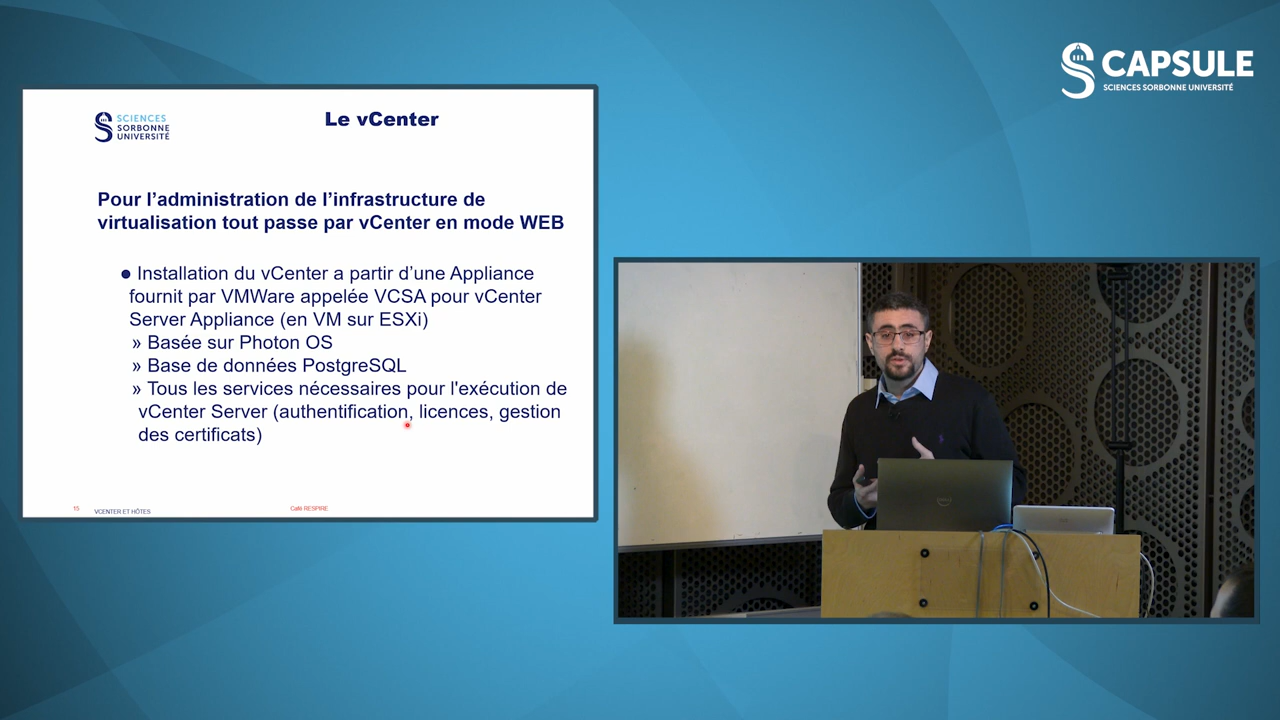 CAPSULE
SCIENCES SORBONNE UNIVERSITÉ
SCIENCES
SORBONNE
UNIVERSITÉ
Le vCenter
Pour l’administration de l’infrastructure de
virtualisation tout passe par vCenter en mode WEB
● Installation du vCenter a partir d’une Appliance
fournit par VMWare appelée VCSA pour vCenter
Server Appliance (en VM sur ESXi)
» Basée sur Photon OS
» Base de données PostgreSQL
» Tous les services nécessaires pour l'exécution de
vCenter Server (authentification, licences, gestion
des certificats)
15
VCENTER ET HÔTES
Café RESPIRE
DELL